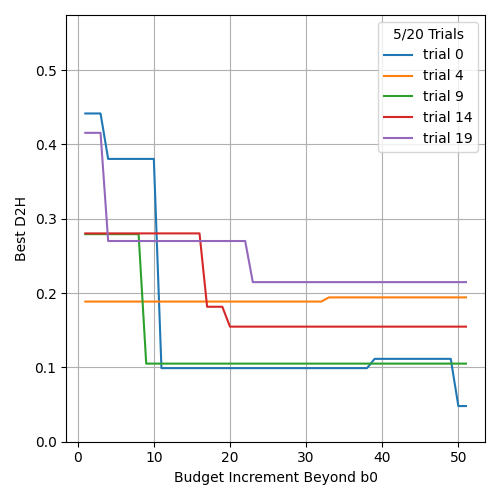 5/20 Trials
trial 0
trial 4
trial 9
trial 14
trial 19
Best D2H
0.5
0.4
0.3
0.2
0.1
0.0
0 10 20 30 40 50
Budget Increment Beyond b0